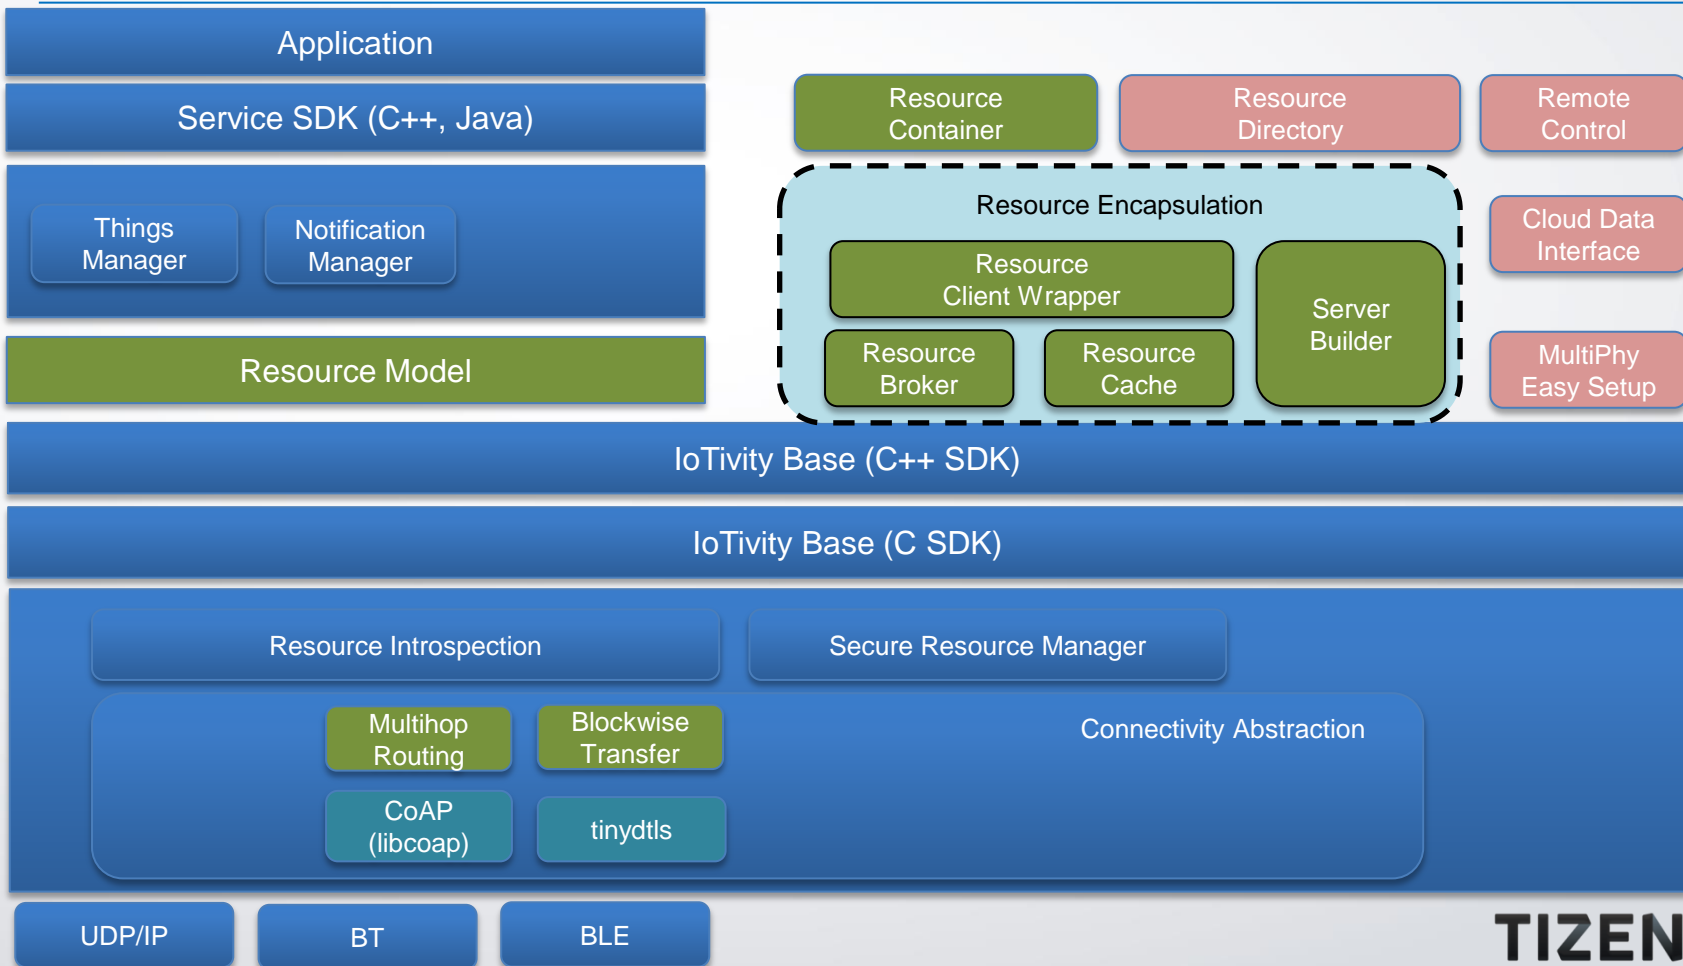 Application
Service SDK (C++, Java)
Things
Manager
Notification
Manager
Resource Model
Resource
Container
Resource
Directory
Remote
Control
Resource Encapsulation
Resource
Client Wrapper
Resource
Broker
Resource
Cache
Server
Builder
Cloud Data
Interface
MultiPhy
Easy Setup
IoTivity Base (C++ SDK)
IoTivity Base (C SDK)
Resource Introspection
Secure Resource Manager
Connectivity Abstraction
Multihop
Routing
Blockwise
Transfer
CoAP
(libcoap)
tinydtls
UDP/IP
BT
BLE
TIZEN